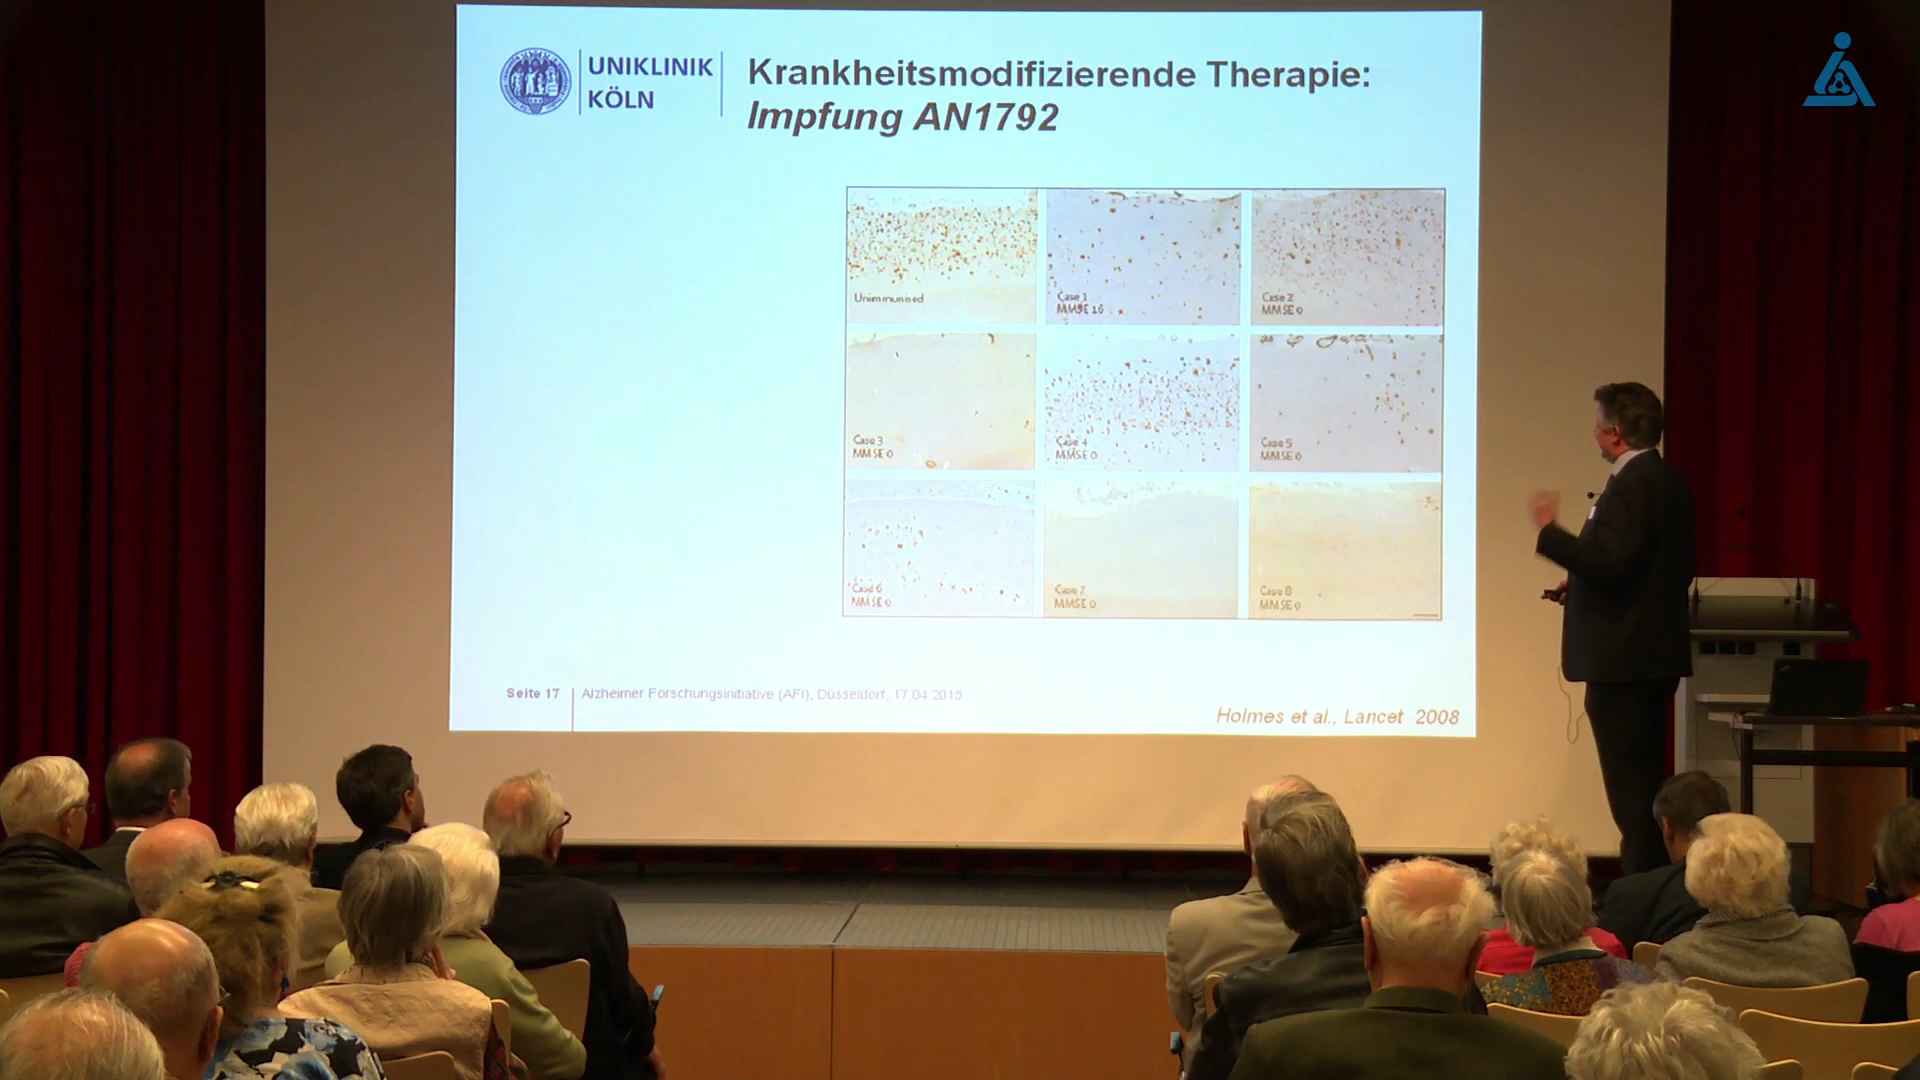 UNIKLINIK
KÖLN
Krankheitsmodifizierende Therapie:
Impfung AN1792
Unimmunised
Case 1
MMSE 16
Case 2
MMSE 0
Case 3
MMSE 0
Case 4
MMSE 0
Case 5
MMSE 0
Case 6
MMSE 0
Case 7
MMSE 0
Case 8
MMSE 0
Seite 17
Alzheimer Forschungsinitiative (AFI), Düsseldorf, 17.04.2015
Holmes et al., Lancet 2008